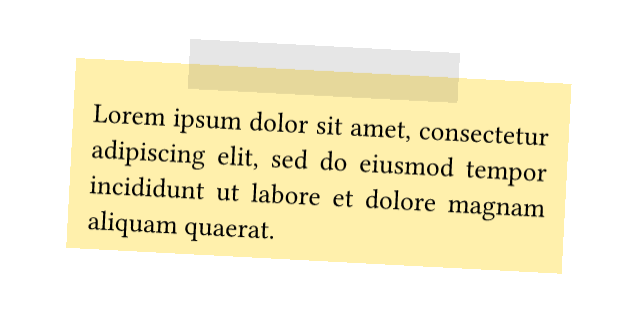 Lorem ipsum dolor sit amet, consectetur
adipiscing elit, sed do eiusmod tempor
incididunt ut labore et dolore magnam
aliquam quaerat.